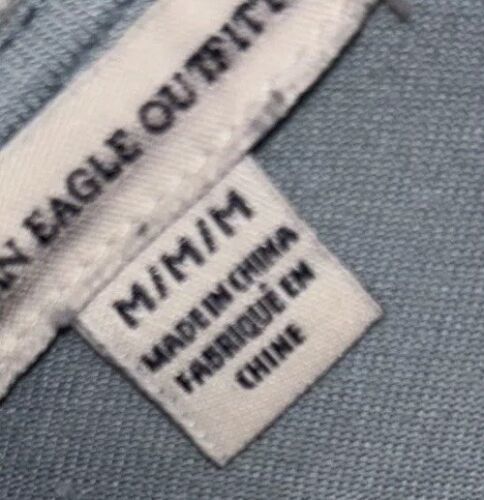 N EAGLE OUTFITT
M/M/M
MADE IN CHINA
FABRIQUÉ EN
CHINE